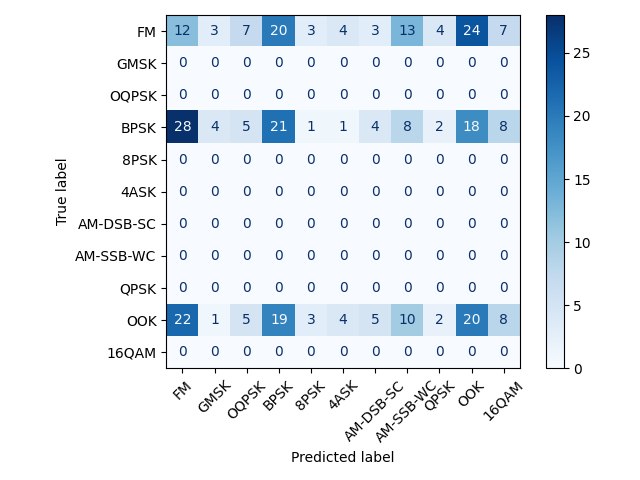 FM 12 3 7 20 3 4 3 13 4 24 7
GMSK 0 0 0 0 0 0 0 0 0 0 0
OQPSK 0 0 0 0 0 0 0 0 0 0 0
BPSK 28 4 5 21 1 1 4 8 2 18 8
8PSK 0 0 0 0 0 0 0 0 0 0 0
4ASK 0 0 0 0 0 0 0 0 0 0 0
AM-DSB-SC 0 0 0 0 0 0 0 0 0 0 0
AM-SSB-WC 0 0 0 0 0 0 0 0 0 0 0
QPSK 0 0 0 0 0 0 0 0 0 0 0
OOK 22 1 5 19 3 4 5 10 2 20 8
16QAM 0 0 0 0 0 0 0 0 0 0 0
True label
FM GMSK OQPSK BPSK 8PSK 4ASK AM-DSB-SC AM-SSB-WC QPSK OOK 16QAM
Predicted label
25
20
15
10
5
0